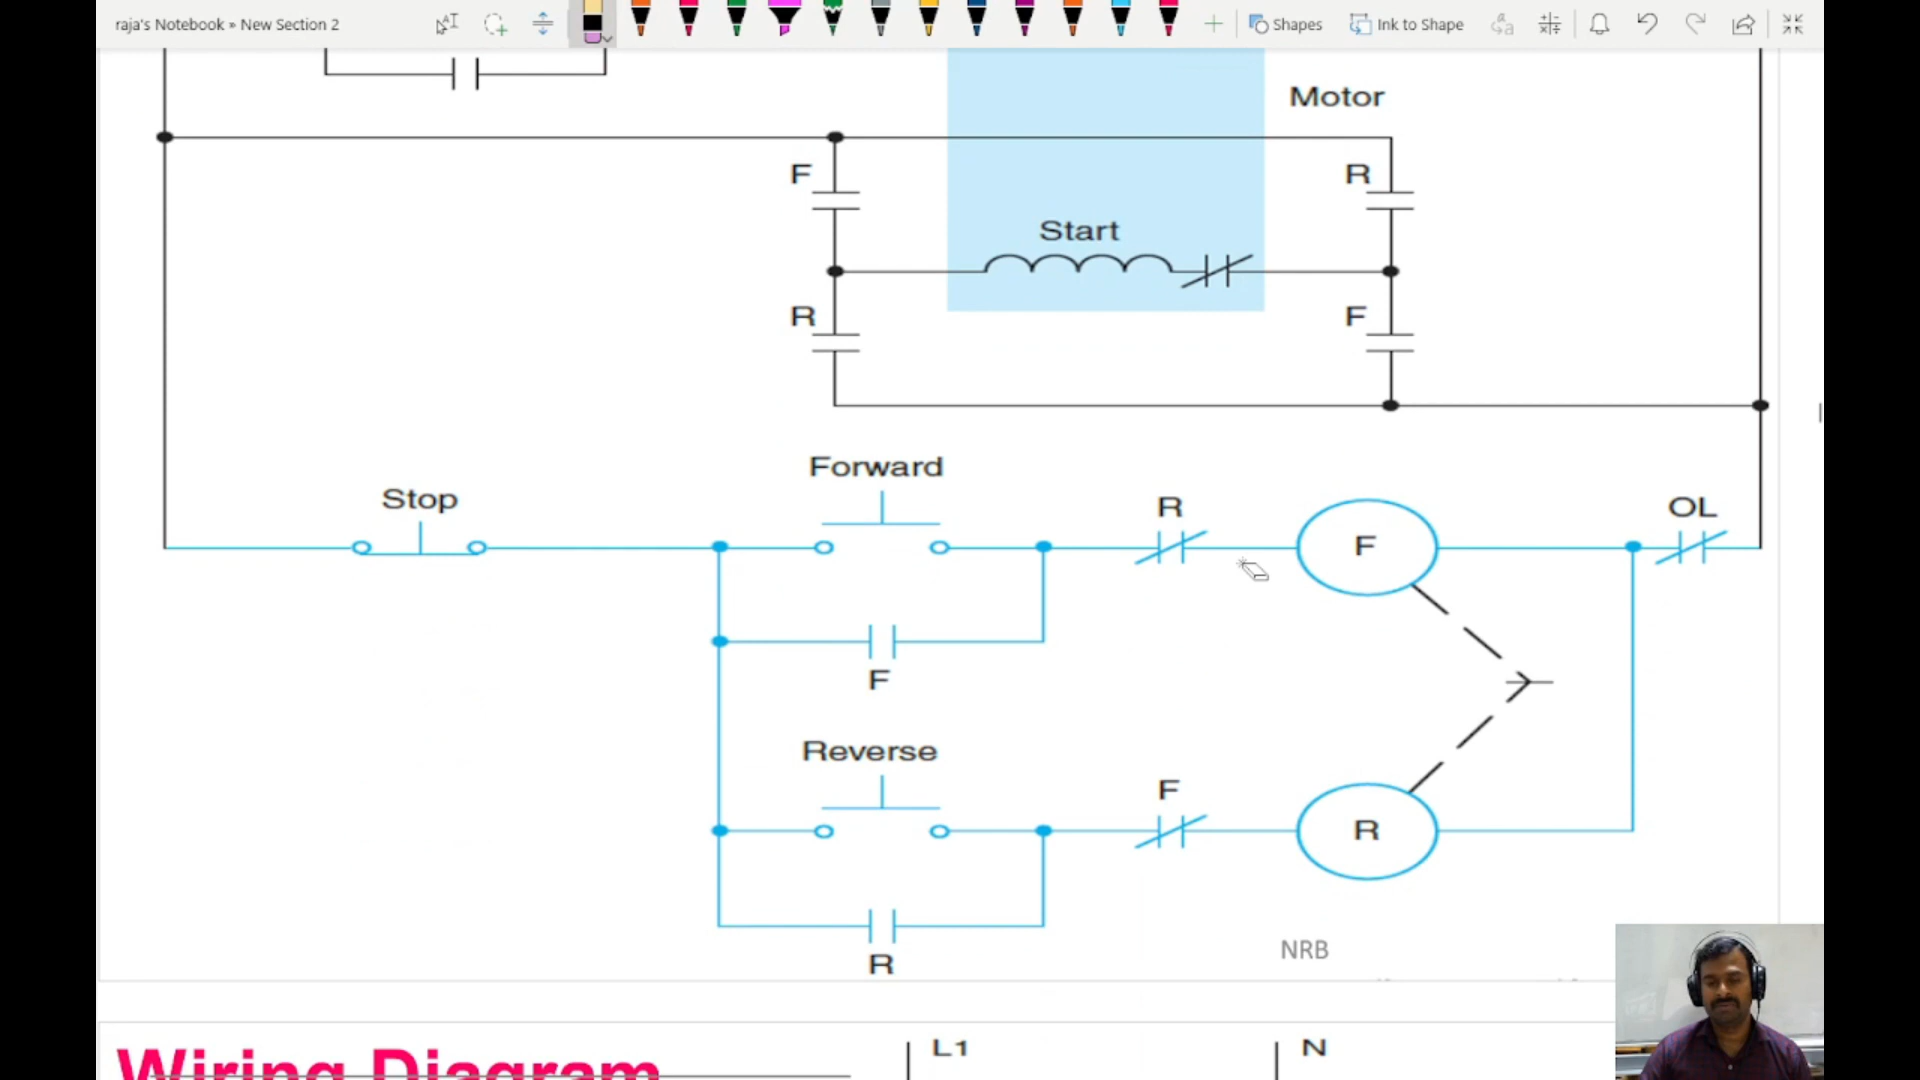 raja's Notebook » New Section 2
Shapes
Ink to Shape
Motor
F
R
Start
R
F
Forward
Stop
R
F
OL
F
Reverse
F
R
R
NRB
Wiring Diagram
L1
N